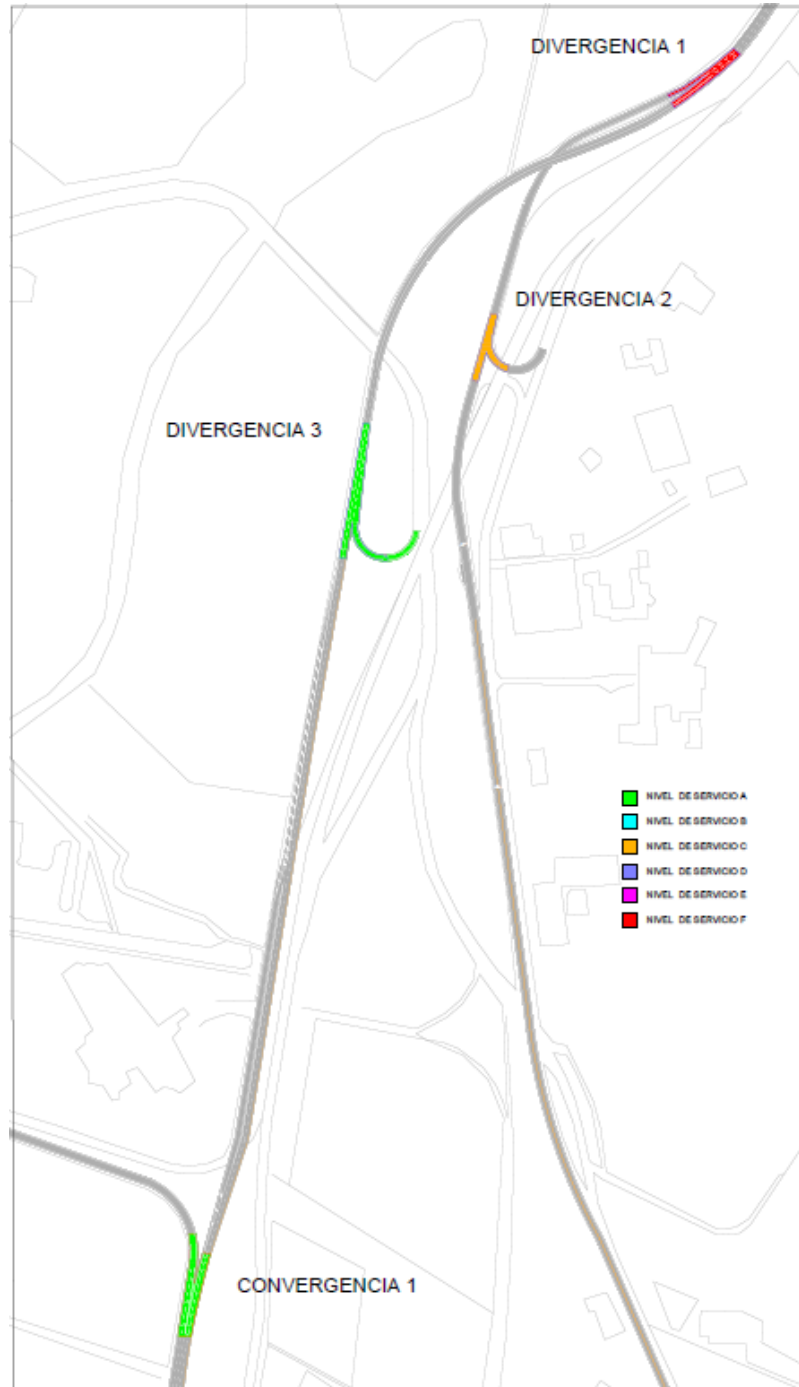 DIVERGENCIA 1
DIVERGENCIA 2
DIVERGENCIA 3
NIVEL DE SERVICIO A
NIVEL DE SERVICIO B
NIVEL DE SERVICIO C
NIVEL DE SERVICIO D
NIVEL DE SERVICIO E
NIVEL DE SERVICIO F
CONVERGENCIA 1